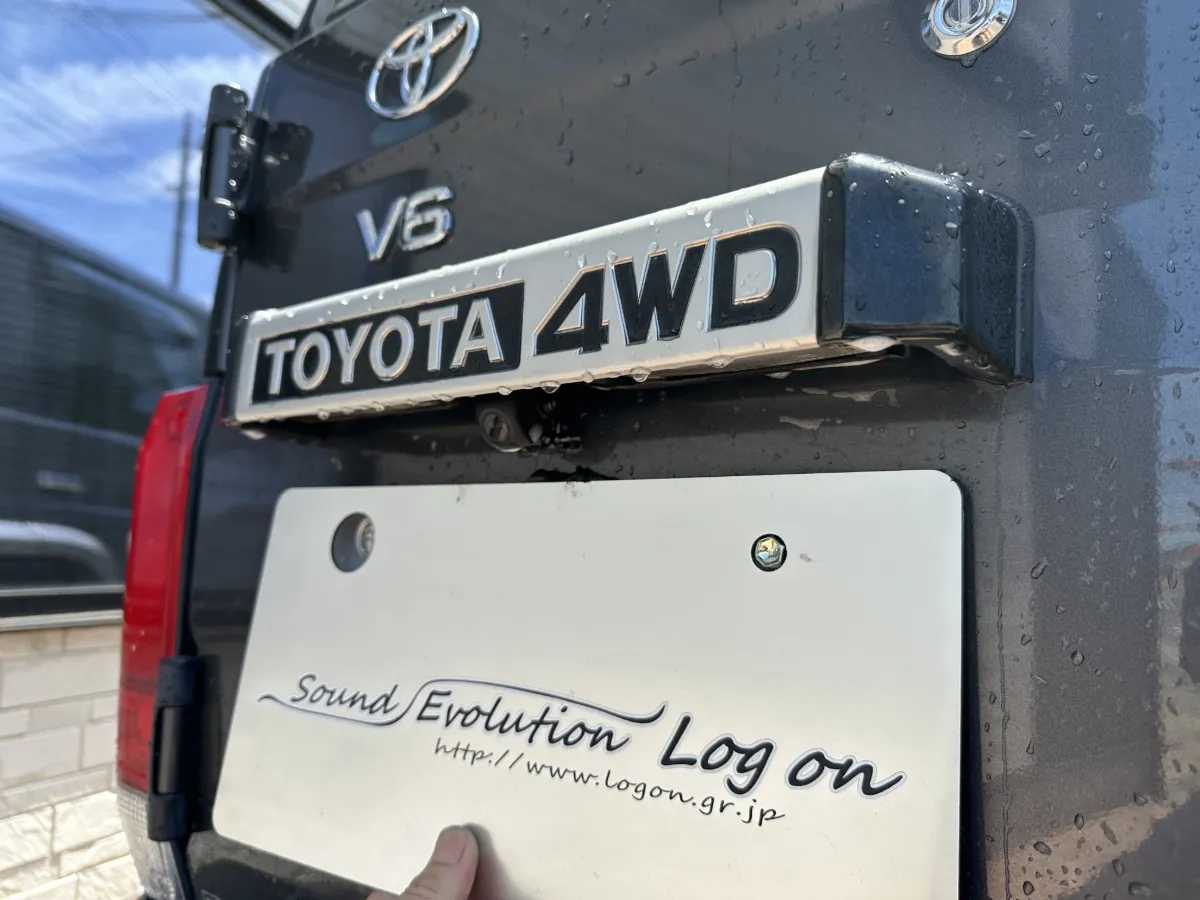 V6
TOYOTA 4WD
Sound Evolution Log on
http://www.logon.gr.jp